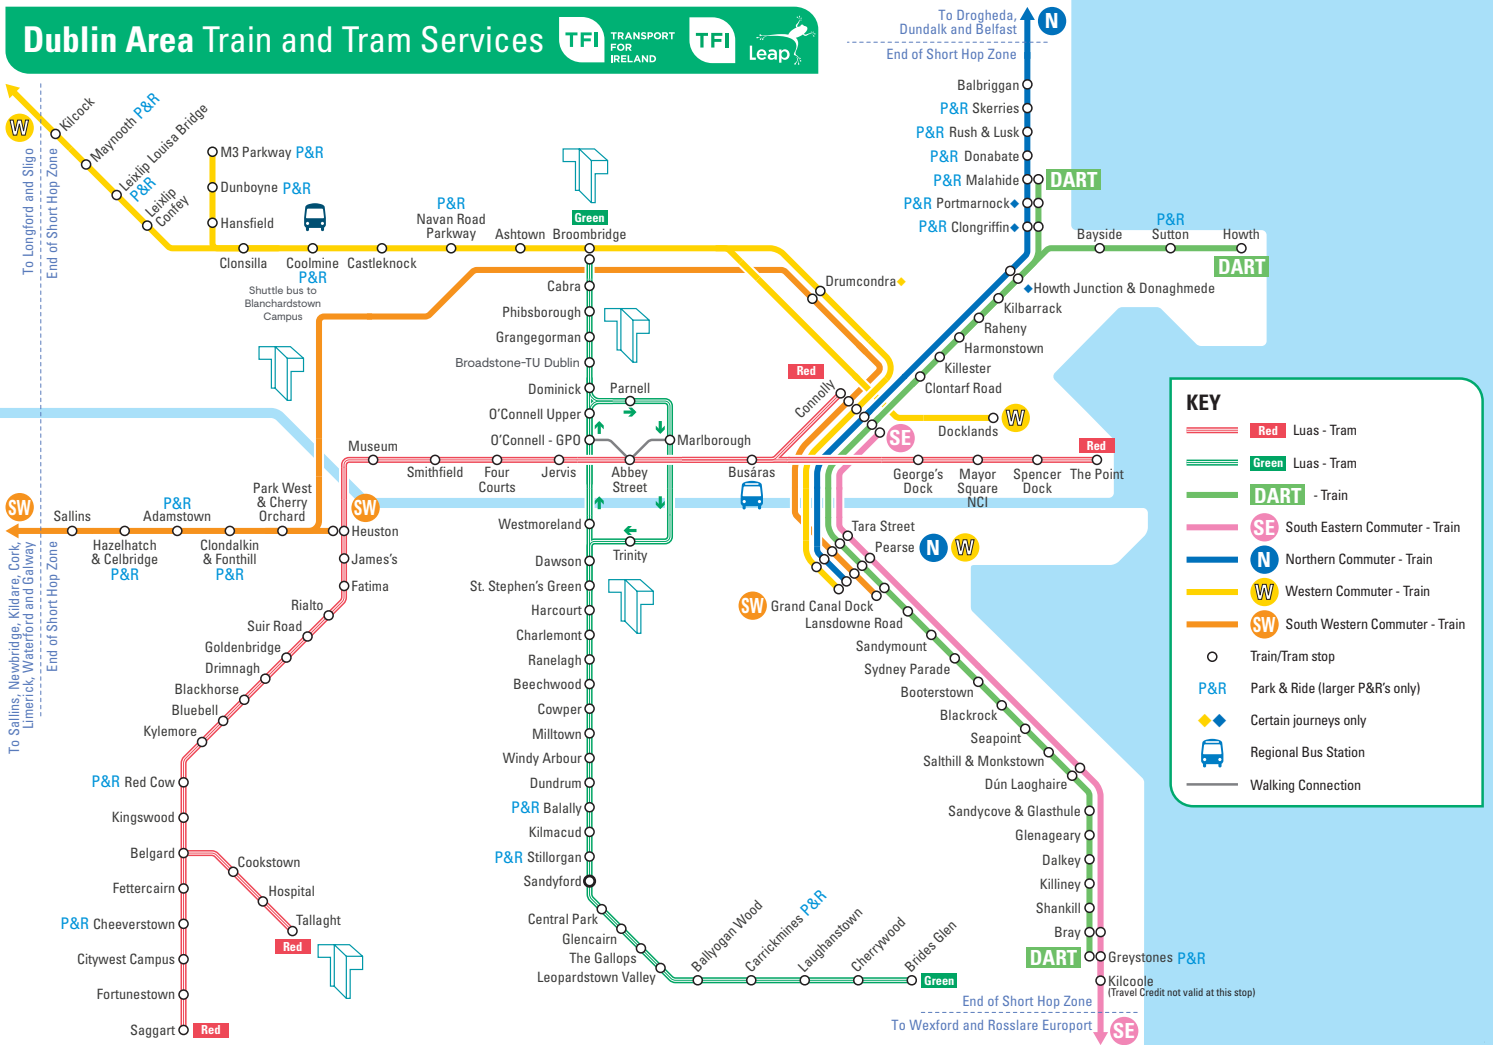 Dublin Area Train and Tram Services
TFI
TRANSPORT
FOR
IRELAND
TFI
Leap
To Drogheda,
Dundalk and Belfast
N
End of Short Hop Zone
Balbriggan
P&R Skerries
P&R Rush & Lusk
P&R Donabate
P&R Malahide
DART
P&R Portmarnock
P&R Clongriffin
Bayside
P&R
Sutton
Howth
DART
Howth Junction & Donaghmede
Kilbarrack
Raheny
Harmonstown
Killester
Clontarf Road
W
To Longford and Sligo
End of Short Hop Zone
Kilcock
Maynooth P&R
Leixlip Louisa Bridge
P&R
Leixlip
Confey
M3 Parkway P&R
Dunboyne P&R
Hansfield
Clonsilla
Coolmine
P&R
Shuttle bus to
Blanchardstown
Campus
Castleknock
P&R
Navan Road
Parkway
Ashtown
Green
Broombridge
Drumcondra
Cabra
Phibsborough
Grangegorman
Broadstone-TU Dublin
Dominick
Parnell
O'Connell Upper
O'Connell - GPO
Marlborough
Abbey
Street
Red
Connolly
SE
Docklands
W
Museum
Smithfield
Four
Courts
Jervis
Busáras
George's
Dock
Mayor
Square
NCI
Spencer
Dock
Red
The Point
SW
Sallins
Hazelhatch
& Celbridge
P&R
P&R
Adamstown
Clondalkin
& Fonthill
P&R
Park West
& Cherry
Orchard
SW
Heuston
To Sallins, Newbridge, Kildare, Cork,
Limerick, Waterford and Galway
End of Short Hop Zone
James's
Fatima
Rialto
Suir Road
Goldenbridge
Drimnagh
Blackhorse
Bluebell
Kylemore
P&R Red Cow
Kingswood
Belgard
Cookstown
Hospital
Tallaght
Red
Fettercairn
P&R Cheeverstown
Citywest Campus
Fortunestown
Saggart
Red
Westmoreland
Trinity
Dawson
St. Stephen's Green
Harcourt
Charlemont
Ranelagh
Beechwood
Cowper
Milltown
Windy Arbour
Dundrum
P&R Balally
Kilmacud
P&R Stillorgan
Sandyford
Central Park
Glencairn
The Gallops
Leopardstown Valley
Ballyogan Wood
Carrickmines P&R
Laughanstown
Cherrywood
Brides Glen
Green
Tara Street
Pearse
N
W
SW
Grand Canal Dock
Lansdowne Road
Sandymount
Sydney Parade
Booterstown
Blackrock
Seapoint
Salthill & Monkstown
Dún Laoghaire
Sandycove & Glasthule
Glenageary
Dalkey
Killiney
Shankill
Bray
DART
Greystones P&R
Kilcoole
(Travel Credit not valid at this stop)
End of Short Hop Zone
To Wexford and Rosslare Europort
SE
KEY
Red Luas - Tram
Green Luas - Tram
DART - Train
SE South Eastern Commuter - Train
N Northern Commuter - Train
W Western Commuter - Train
SW South Western Commuter - Train
Train/Tram stop
P&R Park & Ride (larger P&R's only)
Certain journeys only
Regional Bus Station
Walking Connection